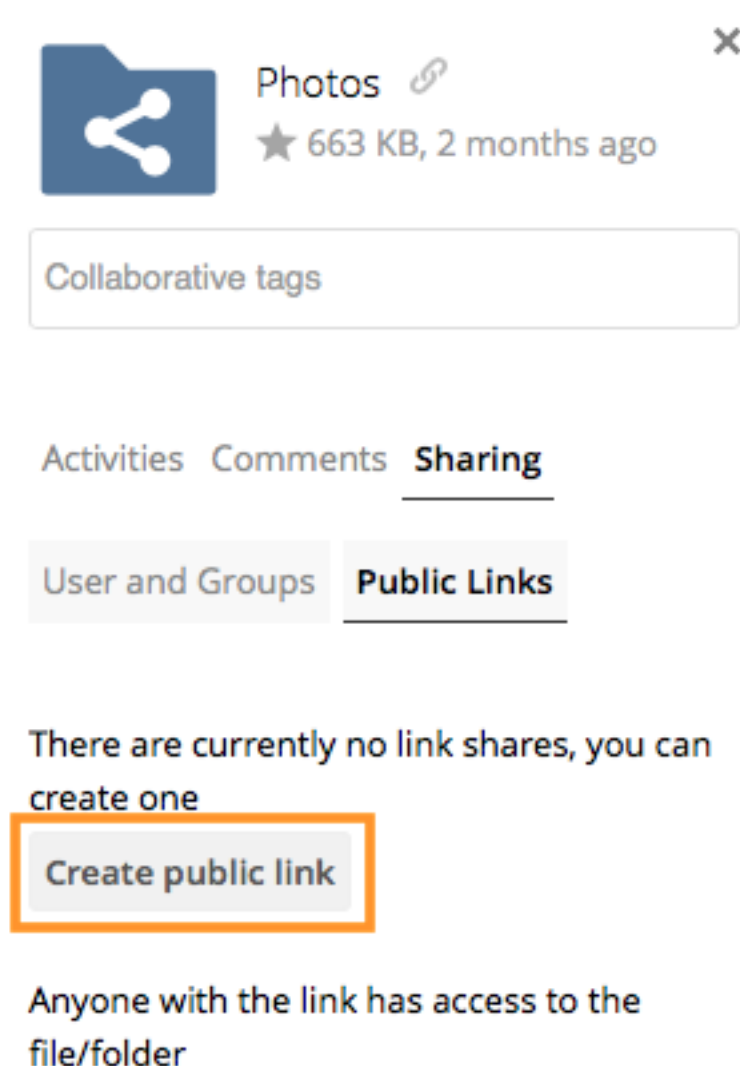 Photos
663 KB, 2 months ago
Collaborative tags
Activities Comments Sharing
User and Groups Public Links
There are currently no link shares, you can
create one
Create public link
Anyone with the link has access to the
file/folder